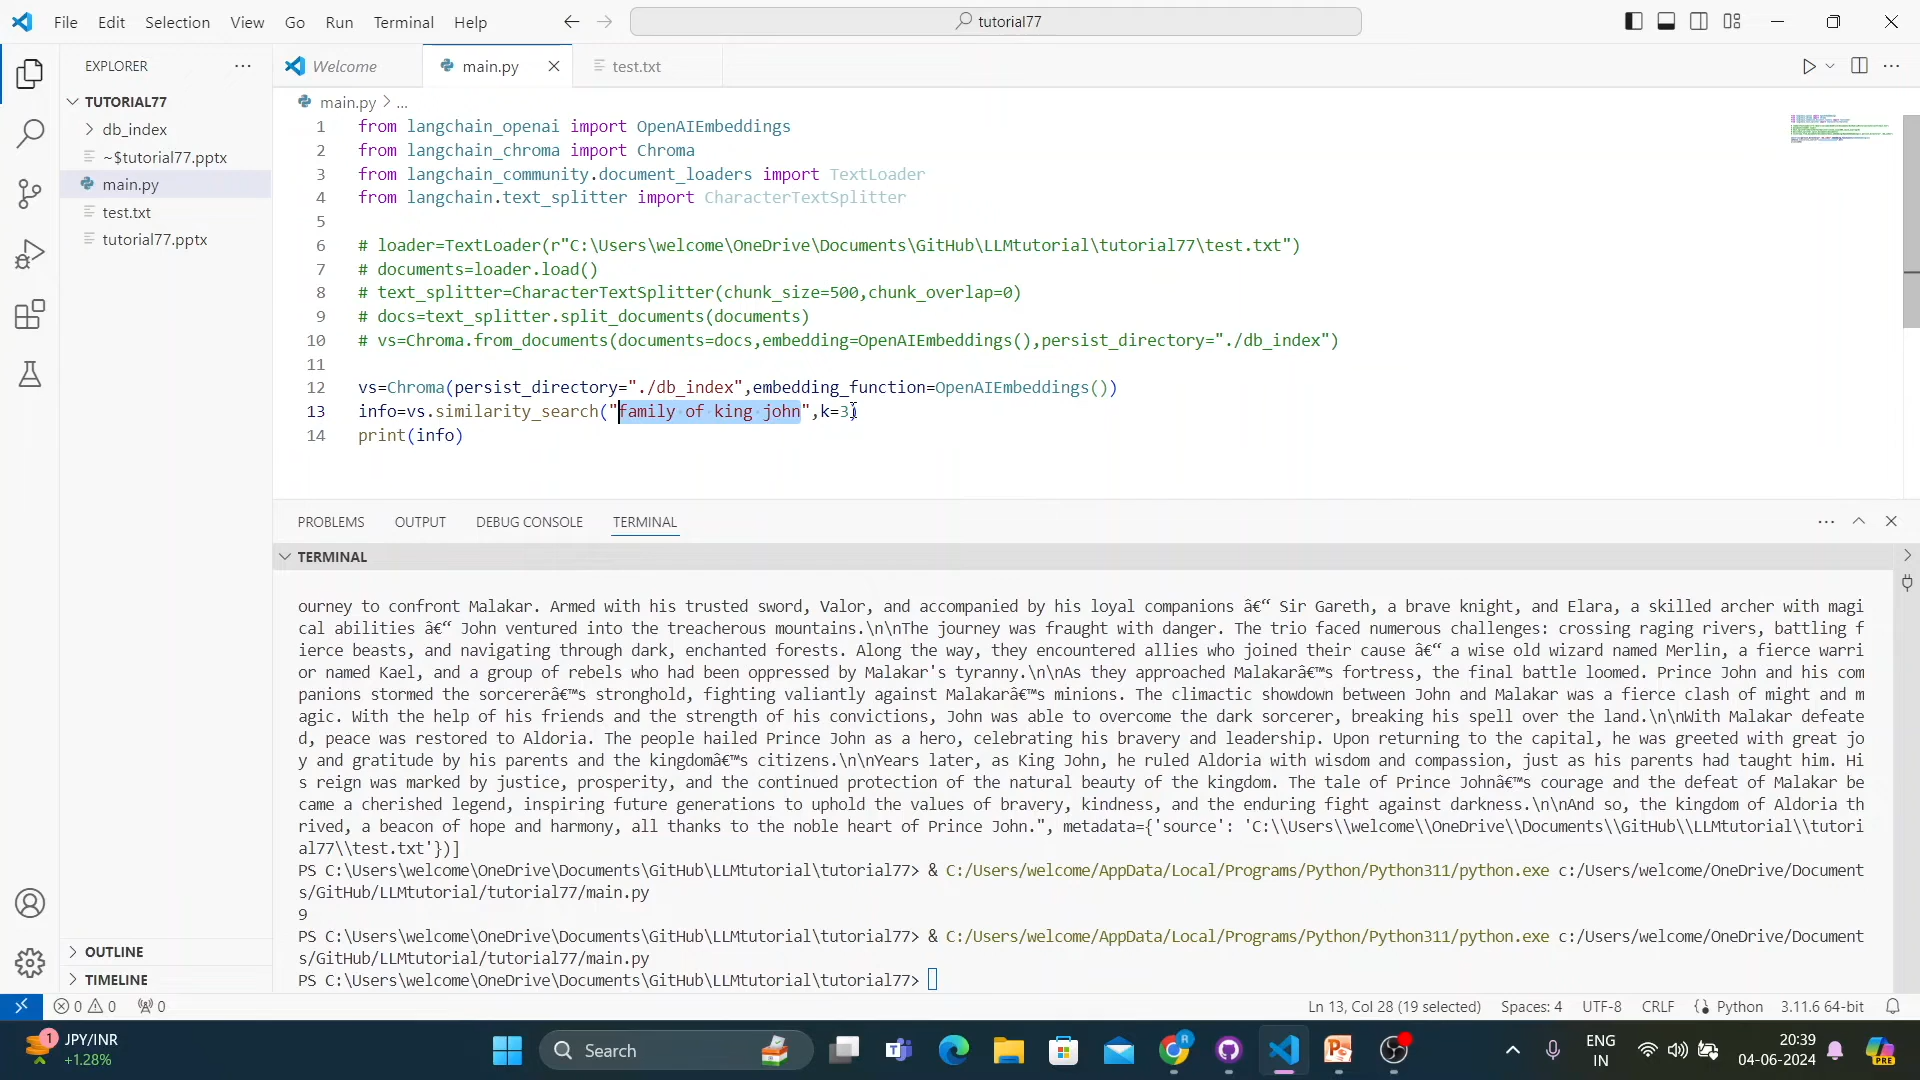 File Edit Selection View Go Run Terminal Help
tutorial77
EXPLORER
TUTORIAL77
db_index
~$tutorial77.pptx
main.py
test.txt
tutorial77.pptx
OUTLINE
TIMELINE
Welcome
main.py
test.txt
main.py > ...
1 from langchain_openai import OpenAIEmbeddings
2 from langchain_chroma import Chroma
3 from langchain_community.document_loaders import TextLoader
4 from langchain.text_splitter import CharacterTextSplitter
5
6 # loader=TextLoader(r"C:\Users\welcome\OneDrive\Documents\GitHub\LLMtutorial\tutorial77\test.txt")
7 # documents=loader.load()
8 # text_splitter=CharacterTextSplitter(chunk_size=500,chunk_overlap=0)
9 # docs=text_splitter.split_documents(documents)
10 # vs=Chroma.from_documents(documents=docs,embedding=OpenAIEmbeddings(),persist_directory="./db_index")
11
12 vs=Chroma(persist_directory="./db_index",embedding_function=OpenAIEmbeddings())
13 info=vs.similarity_search("family of king john",k=3)
14 print(info)
PROBLEMS OUTPUT DEBUG CONSOLE TERMINAL
TERMINAL
ourney to confront Malakar. Armed with his trusted sword, Valor, and accompanied by his loyal companions â€“ Sir Gareth, a brave knight, and Elara, a skilled archer with magi
cal abilities â€“ John ventured into the treacherous mountains.\n\nThe journey was fraught with danger. The trio faced numerous challenges: crossing raging rivers, battling f
ierce beasts, and navigating through dark, enchanted forests. Along the way, they encountered allies who joined their cause â€“ a wise old wizard named Merlin, a fierce warri
or named Kael, and a group of rebels who had been oppressed by Malakar's tyranny.\n\nAs they approached Malakarâ€™s fortress, the final battle loomed. Prince John and his com
panions stormed the sorcererâ€™s stronghold, fighting valiantly against Malakarâ€™s minions. The climactic showdown between John and Malakar was a fierce clash of might and m
agic. With the help of his friends and the strength of his convictions, John was able to overcome the dark sorcerer, breaking his spell over the land.\n\nWith Malakar defeate
d, peace was restored to Aldoria. The people hailed Prince John as a hero, celebrating his bravery and leadership. Upon returning to the capital, he was greeted with great jo
y and gratitude by his parents and the kingdomâ€™s citizens.\n\nYears later, as King John, he ruled Aldoria with wisdom and compassion, just as his parents had taught him. Hi
s reign was marked by justice, prosperity, and the continued protection of the natural beauty of the kingdom. The tale of Prince Johnâ€™s courage and the defeat of Malakar be
came a cherished legend, inspiring future generations to uphold the values of bravery, kindness, and the enduring fight against darkness.\n\nAnd so, the kingdom of Aldoria th
rived, a beacon of hope and harmony, all thanks to the noble heart of Prince John.", metadata={'source': 'C:\\Users\\welcome\\OneDrive\\Documents\\GitHub\\LLMtutorial\\tutori
al77\\test.txt'})]
PS C:\Users\welcome\OneDrive\Documents\GitHub\LLMtutorial\tutorial77> & C:/Users/welcome/AppData/Local/Programs/Python/Python311/python.exe c:/Users/welcome/OneDrive/Document
s/GitHub/LLMtutorial/tutorial77/main.py
9
PS C:\Users\welcome\OneDrive\Documents\GitHub\LLMtutorial\tutorial77> & C:/Users/welcome/AppData/Local/Programs/Python/Python311/python.exe c:/Users/welcome/OneDrive/Document
s/GitHub/LLMtutorial/tutorial77/main.py
PS C:\Users\welcome\OneDrive\Documents\GitHub\LLMtutorial\tutorial77>
0 0 0 Ln 13, Col 28 (19 selected) Spaces: 4 UTF-8 CRLF Python 3.11.6 64-bit
1 JPY/INR
+1.28%
Search
ENG
IN
20:39
04-06-2024
PRE